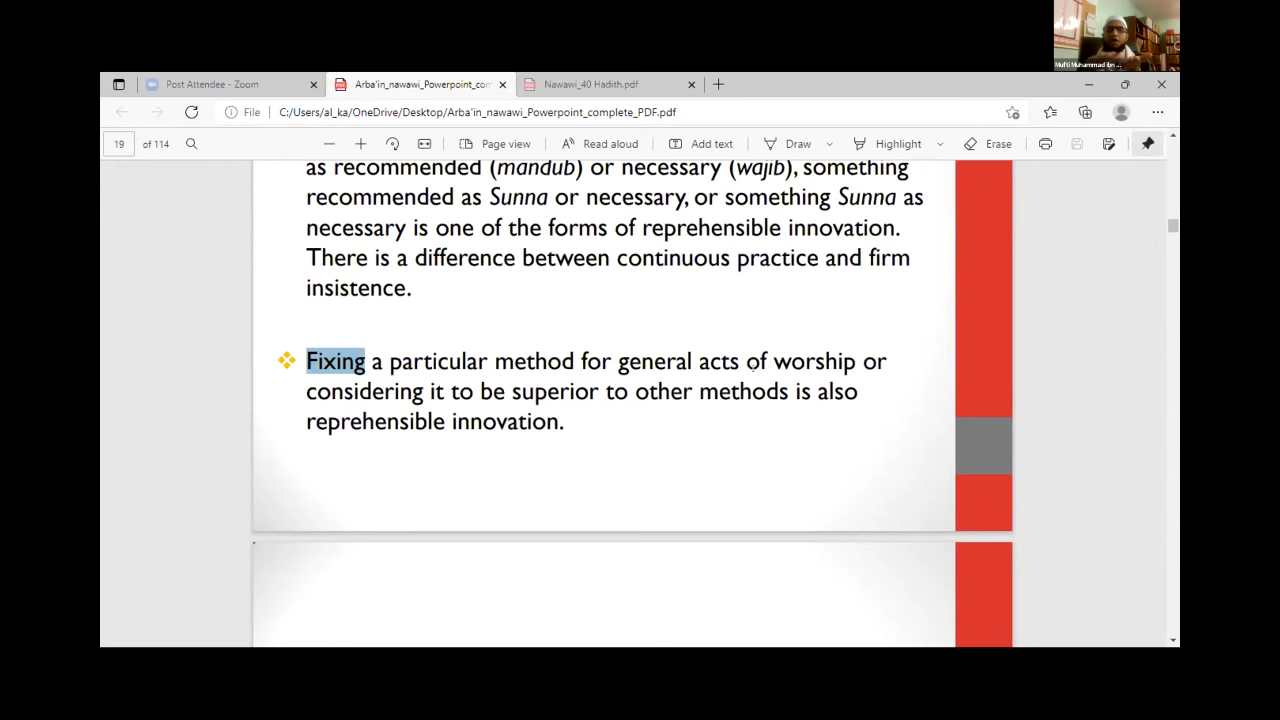 Mufti Muhammad ibn ...
Post Attendee - Zoom
Arba'in_nawawi_Powerpoint_com
Nawawi_40 Hadith.pdf
File
C:/Users/al_ka/OneDrive/Desktop/Arba'in_nawawi_Powerpoint_complete_PDF.pdf
19 of 114
Page view
Read aloud
Add text
Draw
Highlight
Erase
as recommended (mandub) or necessary (wajib), something
recommended as Sunna or necessary, or something Sunna as
necessary is one of the forms of reprehensible innovation.
There is a difference between continuous practice and firm
insistence.
Fixing a particular method for general acts of worship or
considering it to be superior to other methods is also
reprehensible innovation.